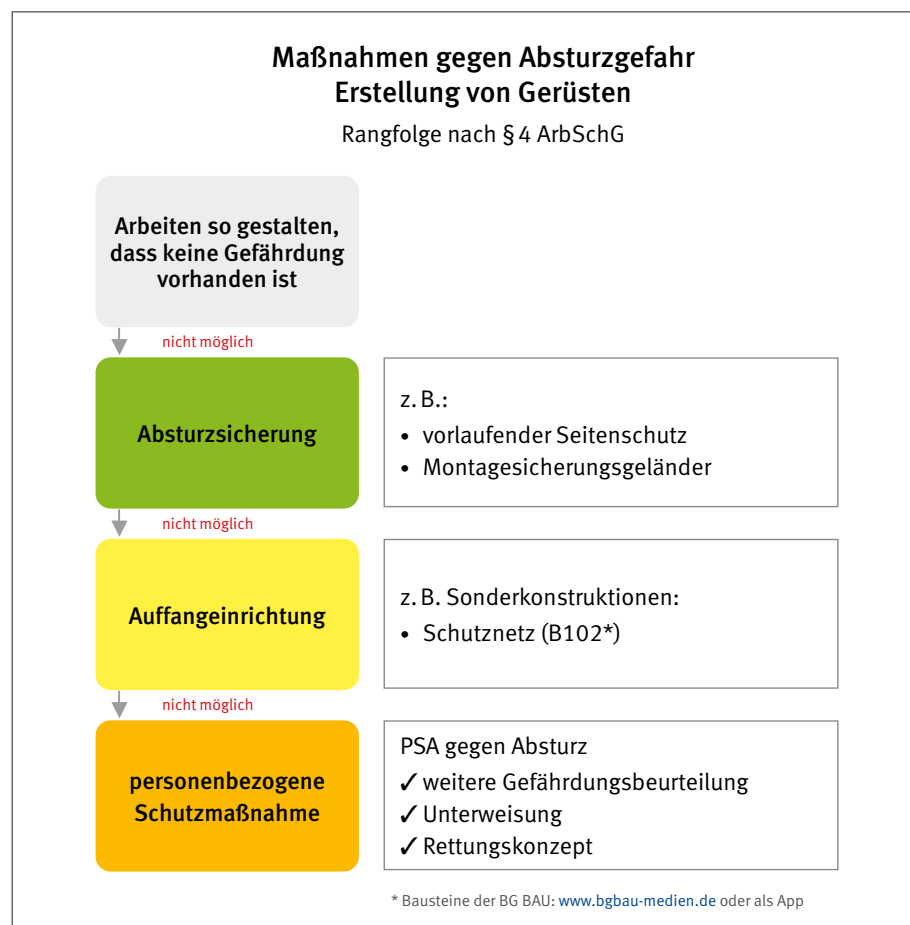 Maßnahmen gegen Absturzgefahr
Erstellung von Gerüsten
Rangfolge nach § 4 ArbSchG
Arbeiten so gestalten,
dass keine Gefährdung
vorhanden ist
nicht möglich
Absturzsicherung
z. B.:
• vorlaufender Seitenschutz
• Montagesicherungsgeländer
nicht möglich
Auffangeinrichtung
z. B. Sonderkonstruktionen:
• Schutznetz (B102*)
nicht möglich
personenbezogene
Schutzmaßnahme
PSA gegen Absturz
✓ weitere Gefährdungsbeurteilung
✓ Unterweisung
✓ Rettungskonzept
* Bausteine der BG BAU: www.bgbau-medien.de oder als App